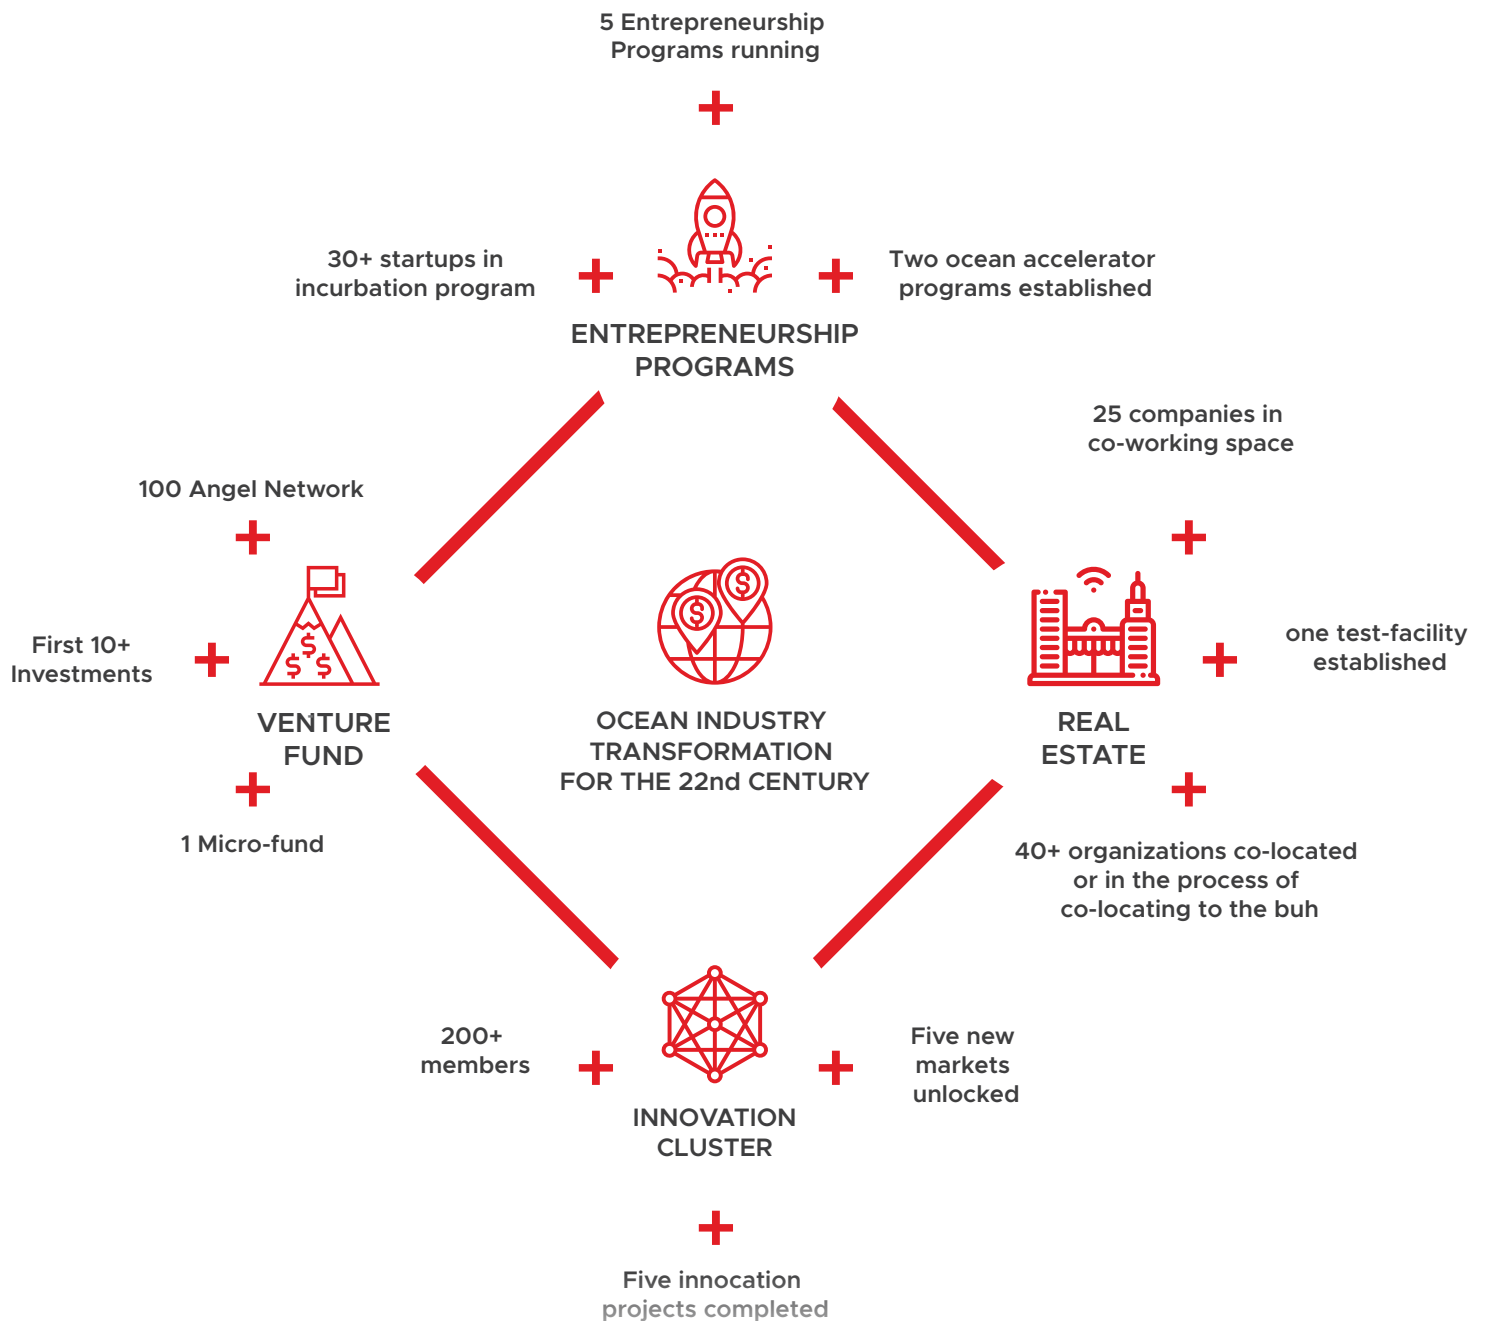 5 Entrepreneurship
Programs running
30+ startups in
incurbation program
Two ocean accelerator
programs established
ENTREPRENEURSHIP
PROGRAMS
25 companies in
co-working space
100 Angel Network
First 10+
Investments
one test-facility
established
VENTURE
FUND
OCEAN INDUSTRY
TRANSFORMATION
FOR THE 22nd CENTURY
REAL
ESTATE
1 Micro-fund
40+ organizations co-located
or in the process of
co-locating to the buh
200+
members
Five new
markets
unlocked
INNOVATION
CLUSTER
Five innocation
projects completed